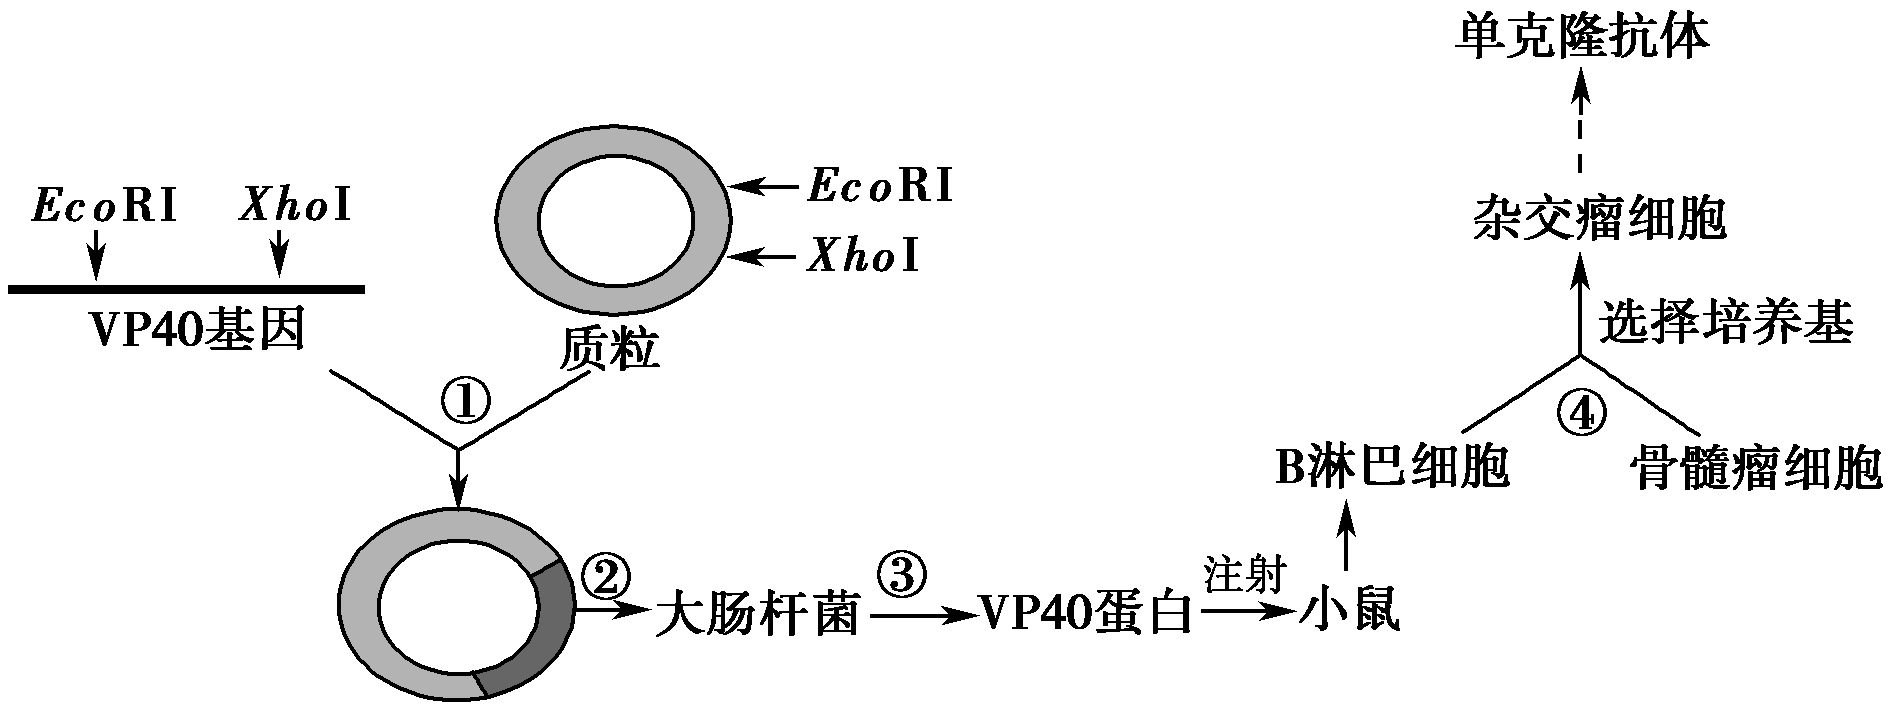 单克隆抗体
EcoRI
XhoI
EcoRI
XhoI
VP40基因
质粒
①
杂交瘤细胞
选择培养基
④
B淋巴细胞
骨髓瘤细胞
②
大肠杆菌
③
VP40蛋白
注射
小鼠